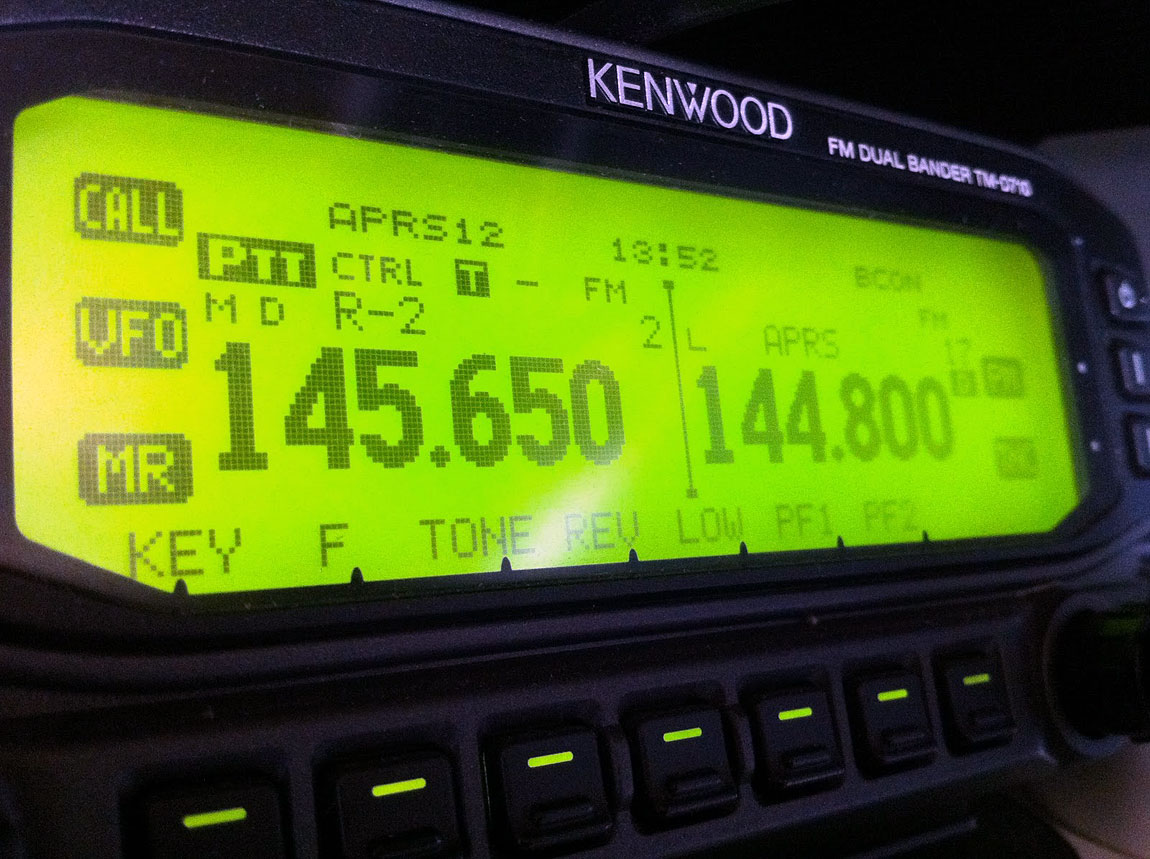 KENWOOD
FM DUAL BANDER TM-D710
CALL
APRS12
13:52
BCON
PTT CTRL T - FM
FM
M D R-2
2
L APRS
17
VFO
145.650
144.800
MR
KEY F TONE REV LOW PF1 PF2